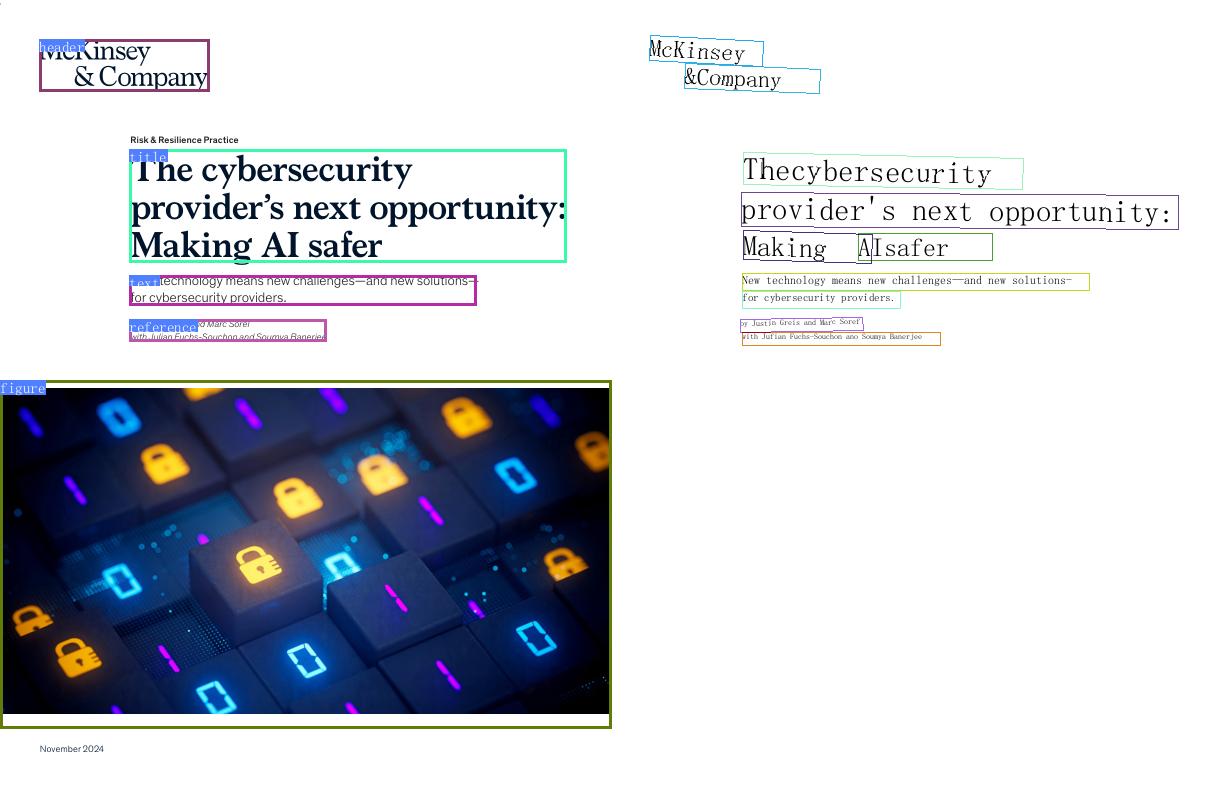 header
McKinsey
& Company
Risk & Resilience Practice
title
The cybersecurity
provider's next opportunity:
Making AI safer
text
technology means new challenges—and new solutions—
for cybersecurity providers.
reference
d Marc Sorel
with Julian Fuchs-Souchon and Soumya Banerjee
figure
November 2024
McKinsey
&Company
Thecybersecurity
provider's next opportunity:
Making AIsafer
New technology means new challenges—and new solutions—
for cybersecurity providers.
by Justin Greis and Marc Soref
with Jufian Fuchs-Souchon ano Soumya Banerjee